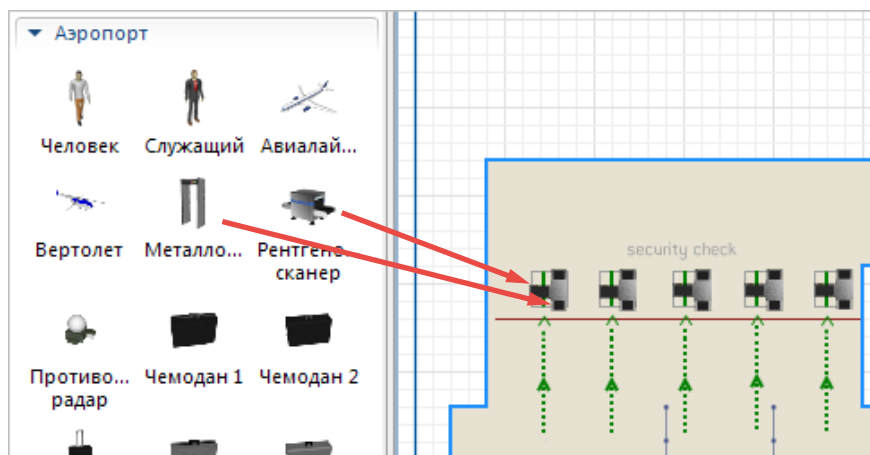 Аэропорт
Человек
Служащий
Авиалай...
Вертолет
Металло...
Рентгено-
сканер
security check
Противо...
радар
Чемодан 1
Чемодан 2